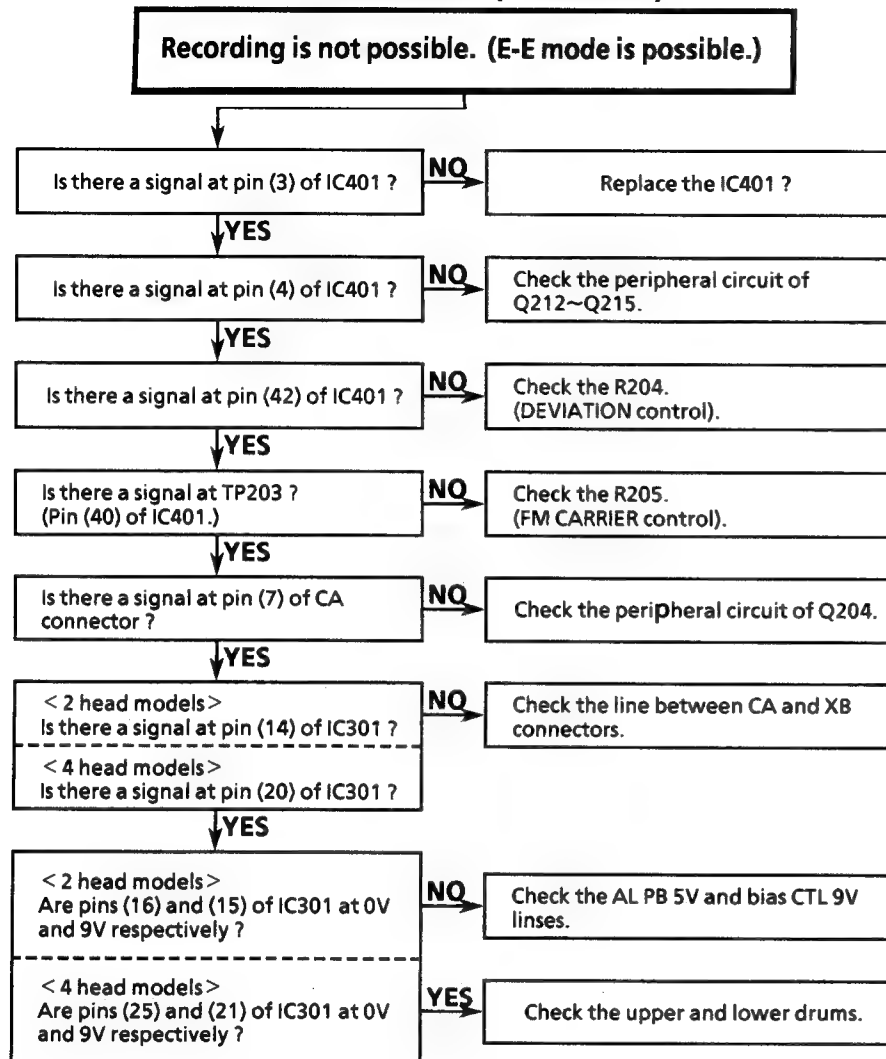 Recording is not possible. (E-E mode is possible.)
Is there a signal at pin (3) of IC401 ?
NO
Replace the IC401 ?
YES
Is there a signal at pin (4) of IC401 ?
NO
Check the peripheral circuit of
Q212~Q215.
YES
Is there a signal at pin (42) of IC401 ?
NO
Check the R204.
(DEVIATION control).
YES
Is there a signal at TP203 ?
(Pin (40) of IC401.)
NO
Check the R205.
(FM CARRIER control).
YES
Is there a signal at pin (7) of CA
connector ?
NO
Check the peripheral circuit of Q204.
YES
<2 head models>
Is there a signal at pin (14) of IC301 ?
<4 head models>
Is there a signal at pin (20) of IC301 ?
NO
Check the line between CA and XB
connectors.
YES
<2 head models>
Are pins (16) and (15) of IC301 at 0V
and 9V respectively ?
NO
Check the AL PB 5V and bias CTL 9V
linses.
<4 head models>
Are pins (25) and (21) of IC301 at 0V
and 9V respectively ?
YES
Check the upper and lower drums.